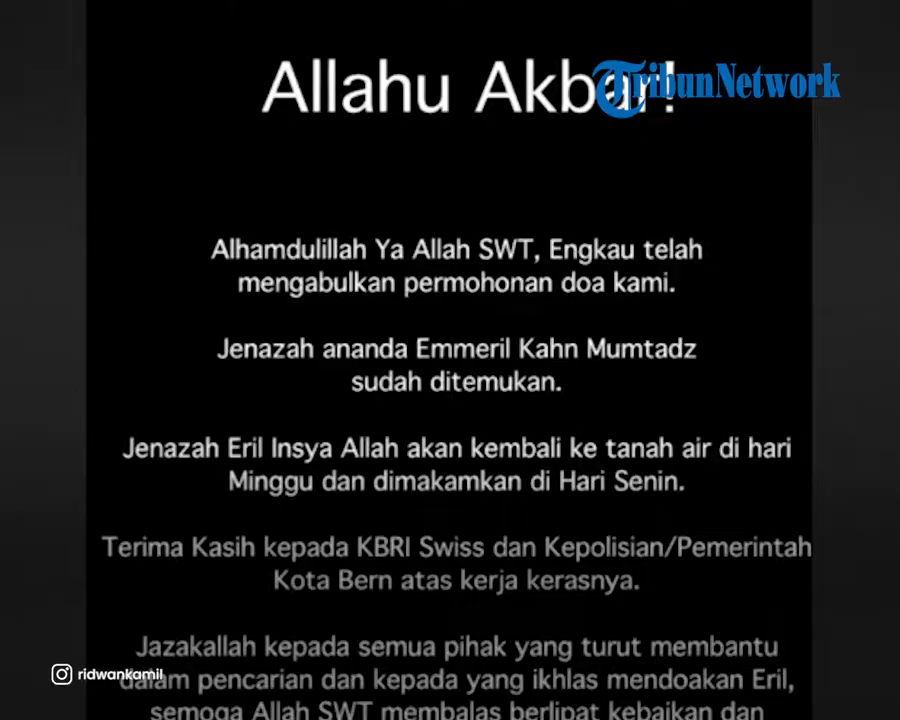 Allahu Akbar!
TribunNetwork
Alhamdulillah Ya Allah SWT, Engkau telah
mengabulkan permohonan doa kami.
Jenazah ananda Emmeril Kahn Mumtadz
sudah ditemukan.
Jenazah Eril Insya Allah akan kembali ke tanah air di hari
Minggu dan dimakamkan di Hari Senin.
Terima Kasih kepada KBRI Swiss dan Kepolisian/Pemerintah
Kota Bern atas kerja kerasnya.
Jazakallah kepada semua pihak yang turut membantu
ridwankamil
dalam pencarian dan kepada yang ikhlas mendoakan Eril,
semoga Allah SWT membalas berlipat kebaikan dan